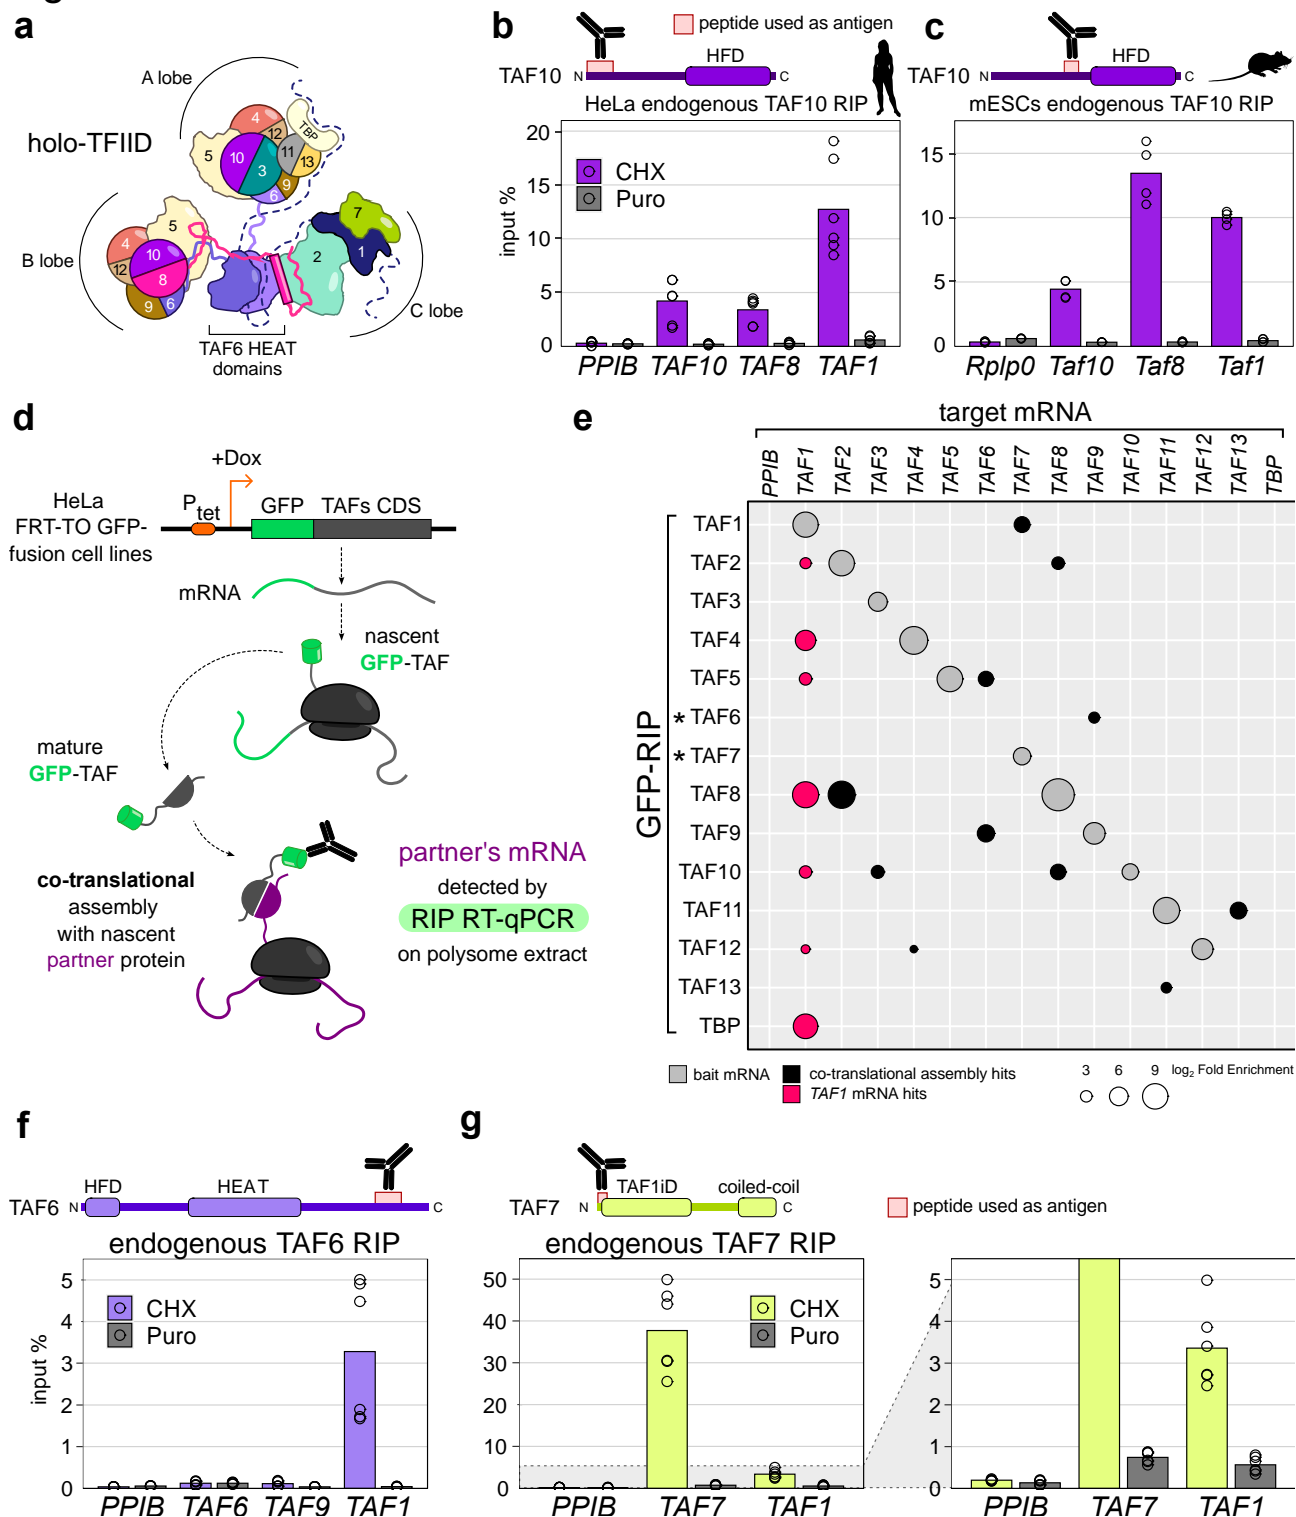 a
holo-TFIID
A lobe
4
12
TBP
5
10
11
3
13
9
6
5
4
10
12
8
9
6
7
1
2
B lobe
C lobe
TAF6 HEAT
domains
b
peptide used as antigen
HFD
TAF10
N
C
HeLa endogenous TAF10 RIP
input %
20
15
10
5
0
CHX
Puro
PPIB
TAF10
TAF8
TAF1
c
HFD
TAF10
N
C
mESCs endogenous TAF10 RIP
15
10
5
0
Rplp0
Taf10
Taf8
Taf1
d
+Dox
HeLa
FRT-TO GFP-
fusion cell lines
Ptet
GFP
TAFs CDS
mRNA
nascent
GFP-TAF
mature
GFP-TAF
co-translational
assembly
with nascent
partner protein
partner's mRNA
detected by
RIP RT-qPCR
on polysome extract
e
target mRNA
PPIB
TAF1
TAF2
TAF3
TAF4
TAF5
TAF6
TAF7
TAF8
TAF9
TAF10
TAF11
TAF12
TAF13
TBP
GFP-RIP
TAF1
TAF2
TAF3
TAF4
TAF5
* TAF6
* TAF7
TAF8
TAF9
TAF10
TAF11
TAF12
TAF13
TBP
bait mRNA
co-translational assembly hits
TAF1 mRNA hits
3
6
9
log2 Fold Enrichment
f
HFD
HEAT
TAF6
N
C
endogenous TAF6 RIP
input %
5
4
3
2
1
0
CHX
Puro
PPIB
TAF6
TAF9
TAF1
g
TAF1iD
coiled-coil
TAF7
N
C
peptide used as antigen
endogenous TAF7 RIP
50
40
30
20
10
0
CHX
Puro
PPIB
TAF7
TAF1
5
4
3
2
1
0
PPIB
TAF7
TAF1